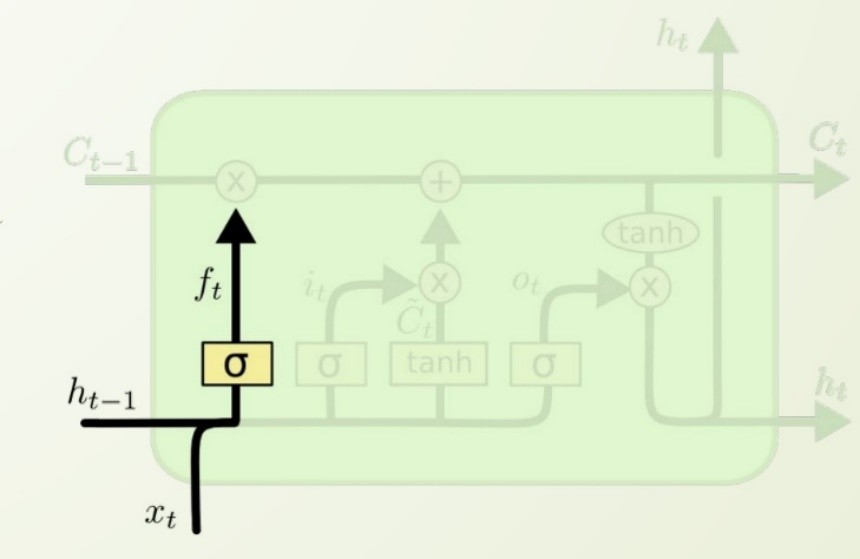 h_t
C_{t-1}
C_t
x
+
tanh
f_t
i_t
x
o_t
x
C̃_t
σ
σ
tanh
σ
h_{t-1}
h_t
x_t